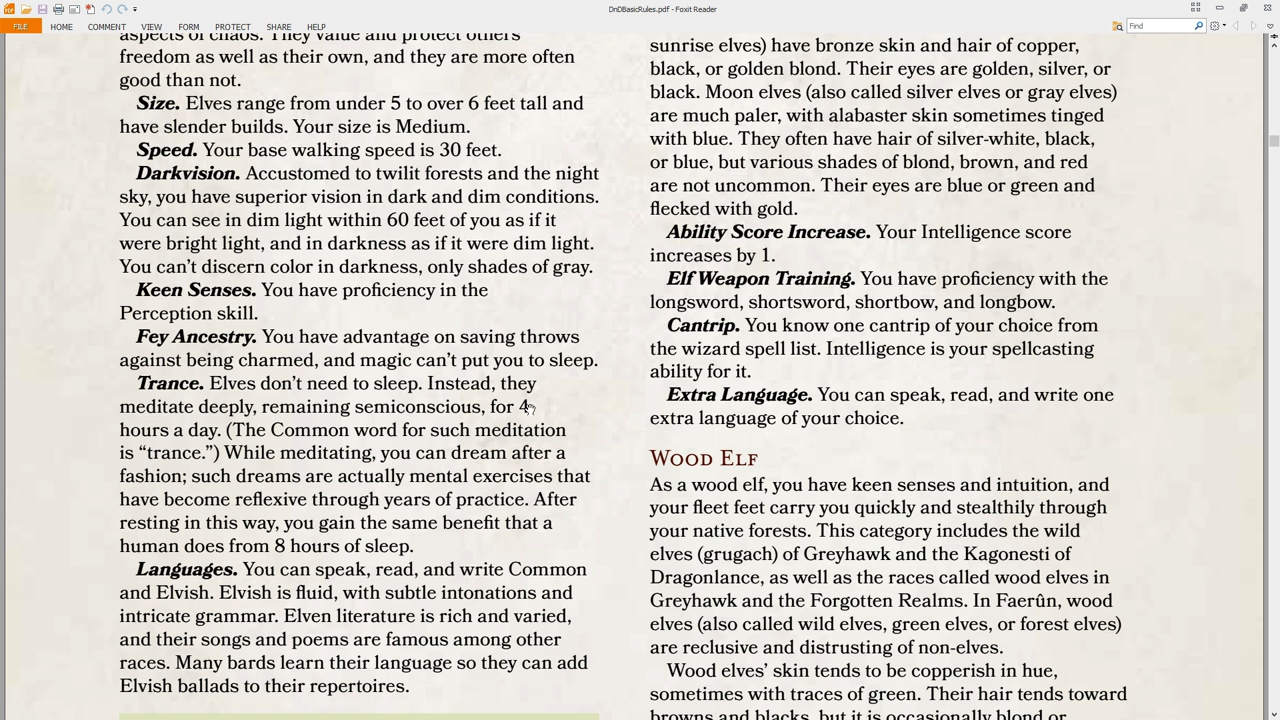 DnDBasicRules.pdf - Foxit Reader
FILE HOME COMMENT VIEW FORM PROTECT SHARE HELP
Find
aspects of chaos. They value and protect others'
freedom as well as their own, and they are more often
good than not.
Size. Elves range from under 5 to over 6 feet tall and
have slender builds. Your size is Medium.
Speed. Your base walking speed is 30 feet.
Darkvision. Accustomed to twilit forests and the night
sky, you have superior vision in dark and dim conditions.
You can see in dim light within 60 feet of you as if it
were bright light, and in darkness as if it were dim light.
You can't discern color in darkness, only shades of gray.
Keen Senses. You have proficiency in the
Perception skill.
Fey Ancestry. You have advantage on saving throws
against being charmed, and magic can't put you to sleep.
Trance. Elves don't need to sleep. Instead, they
meditate deeply, remaining semiconscious, for 4
hours a day. (The Common word for such meditation
is “trance.”) While meditating, you can dream after a
fashion; such dreams are actually mental exercises that
have become reflexive through years of practice. After
resting in this way, you gain the same benefit that a
human does from 8 hours of sleep.
Languages. You can speak, read, and write Common
and Elvish. Elvish is fluid, with subtle intonations and
intricate grammar. Elven literature is rich and varied,
and their songs and poems are famous among other
races. Many bards learn their language so they can add
Elvish ballads to their repertoires.
sunrise elves) have bronze skin and hair of copper,
black, or golden blond. Their eyes are golden, silver, or
black. Moon elves (also called silver elves or gray elves)
are much paler, with alabaster skin sometimes tinged
with blue. They often have hair of silver-white, black,
or blue, but various shades of blond, brown, and red
are not uncommon. Their eyes are blue or green and
flecked with gold.
Ability Score Increase. Your Intelligence score
increases by 1.
Elf Weapon Training. You have proficiency with the
longsword, shortsword, shortbow, and longbow.
Cantrip. You know one cantrip of your choice from
the wizard spell list. Intelligence is your spellcasting
ability for it.
Extra Language. You can speak, read, and write one
extra language of your choice.
Wood Elf
As a wood elf, you have keen senses and intuition, and
your fleet feet carry you quickly and stealthily through
your native forests. This category includes the wild
elves (grugach) of Greyhawk and the Kagonesti of
Dragonlance, as well as the races called wood elves in
Greyhawk and the Forgotten Realms. In Faerûn, wood
elves (also called wild elves, green elves, or forest elves)
are reclusive and distrusting of non-elves.
Wood elves' skin tends to be copperish in hue,
sometimes with traces of green. Their hair tends toward
browns and blacks, but it is occasionally blond or